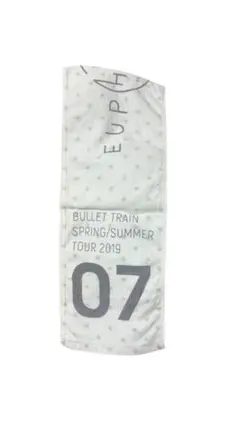 EUPH
BULLET TRAIN
SPRING/SUMMER
TOUR 2019
07